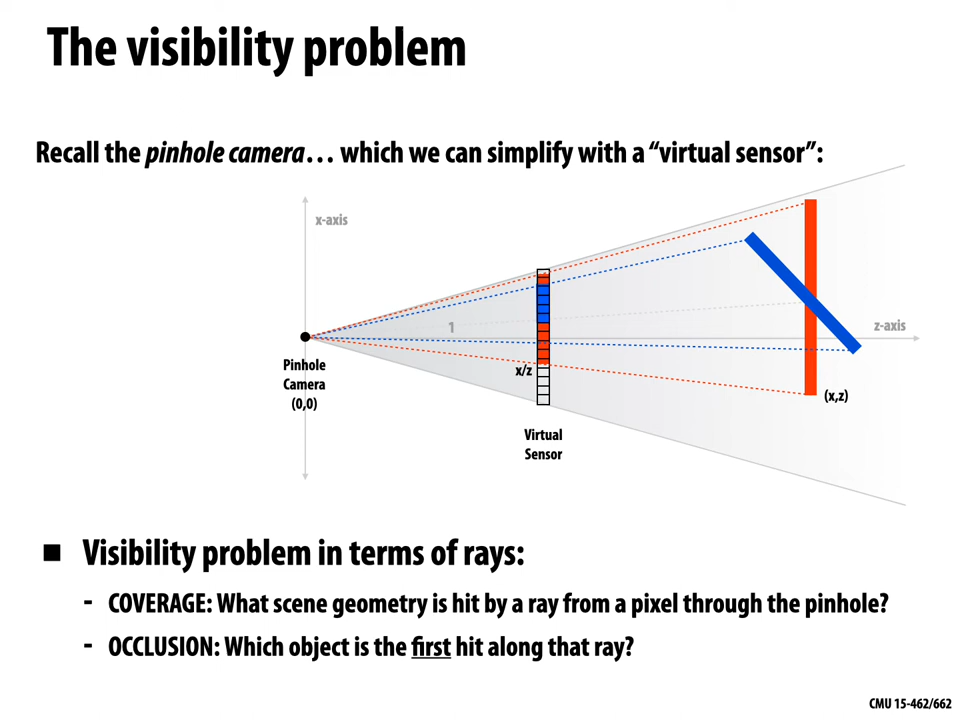 The visibility problem
Recall the pinhole camera… which we can simplify with a “virtual sensor”:
x-axis
1
z-axis
Pinhole
Camera
(0,0)
x/z
(x,z)
Virtual
Sensor
■ Visibility problem in terms of rays:
- COVERAGE: What scene geometry is hit by a ray from a pixel through the pinhole?
- OCCLUSION: Which object is the first hit along that ray?
CMU 15-462/662